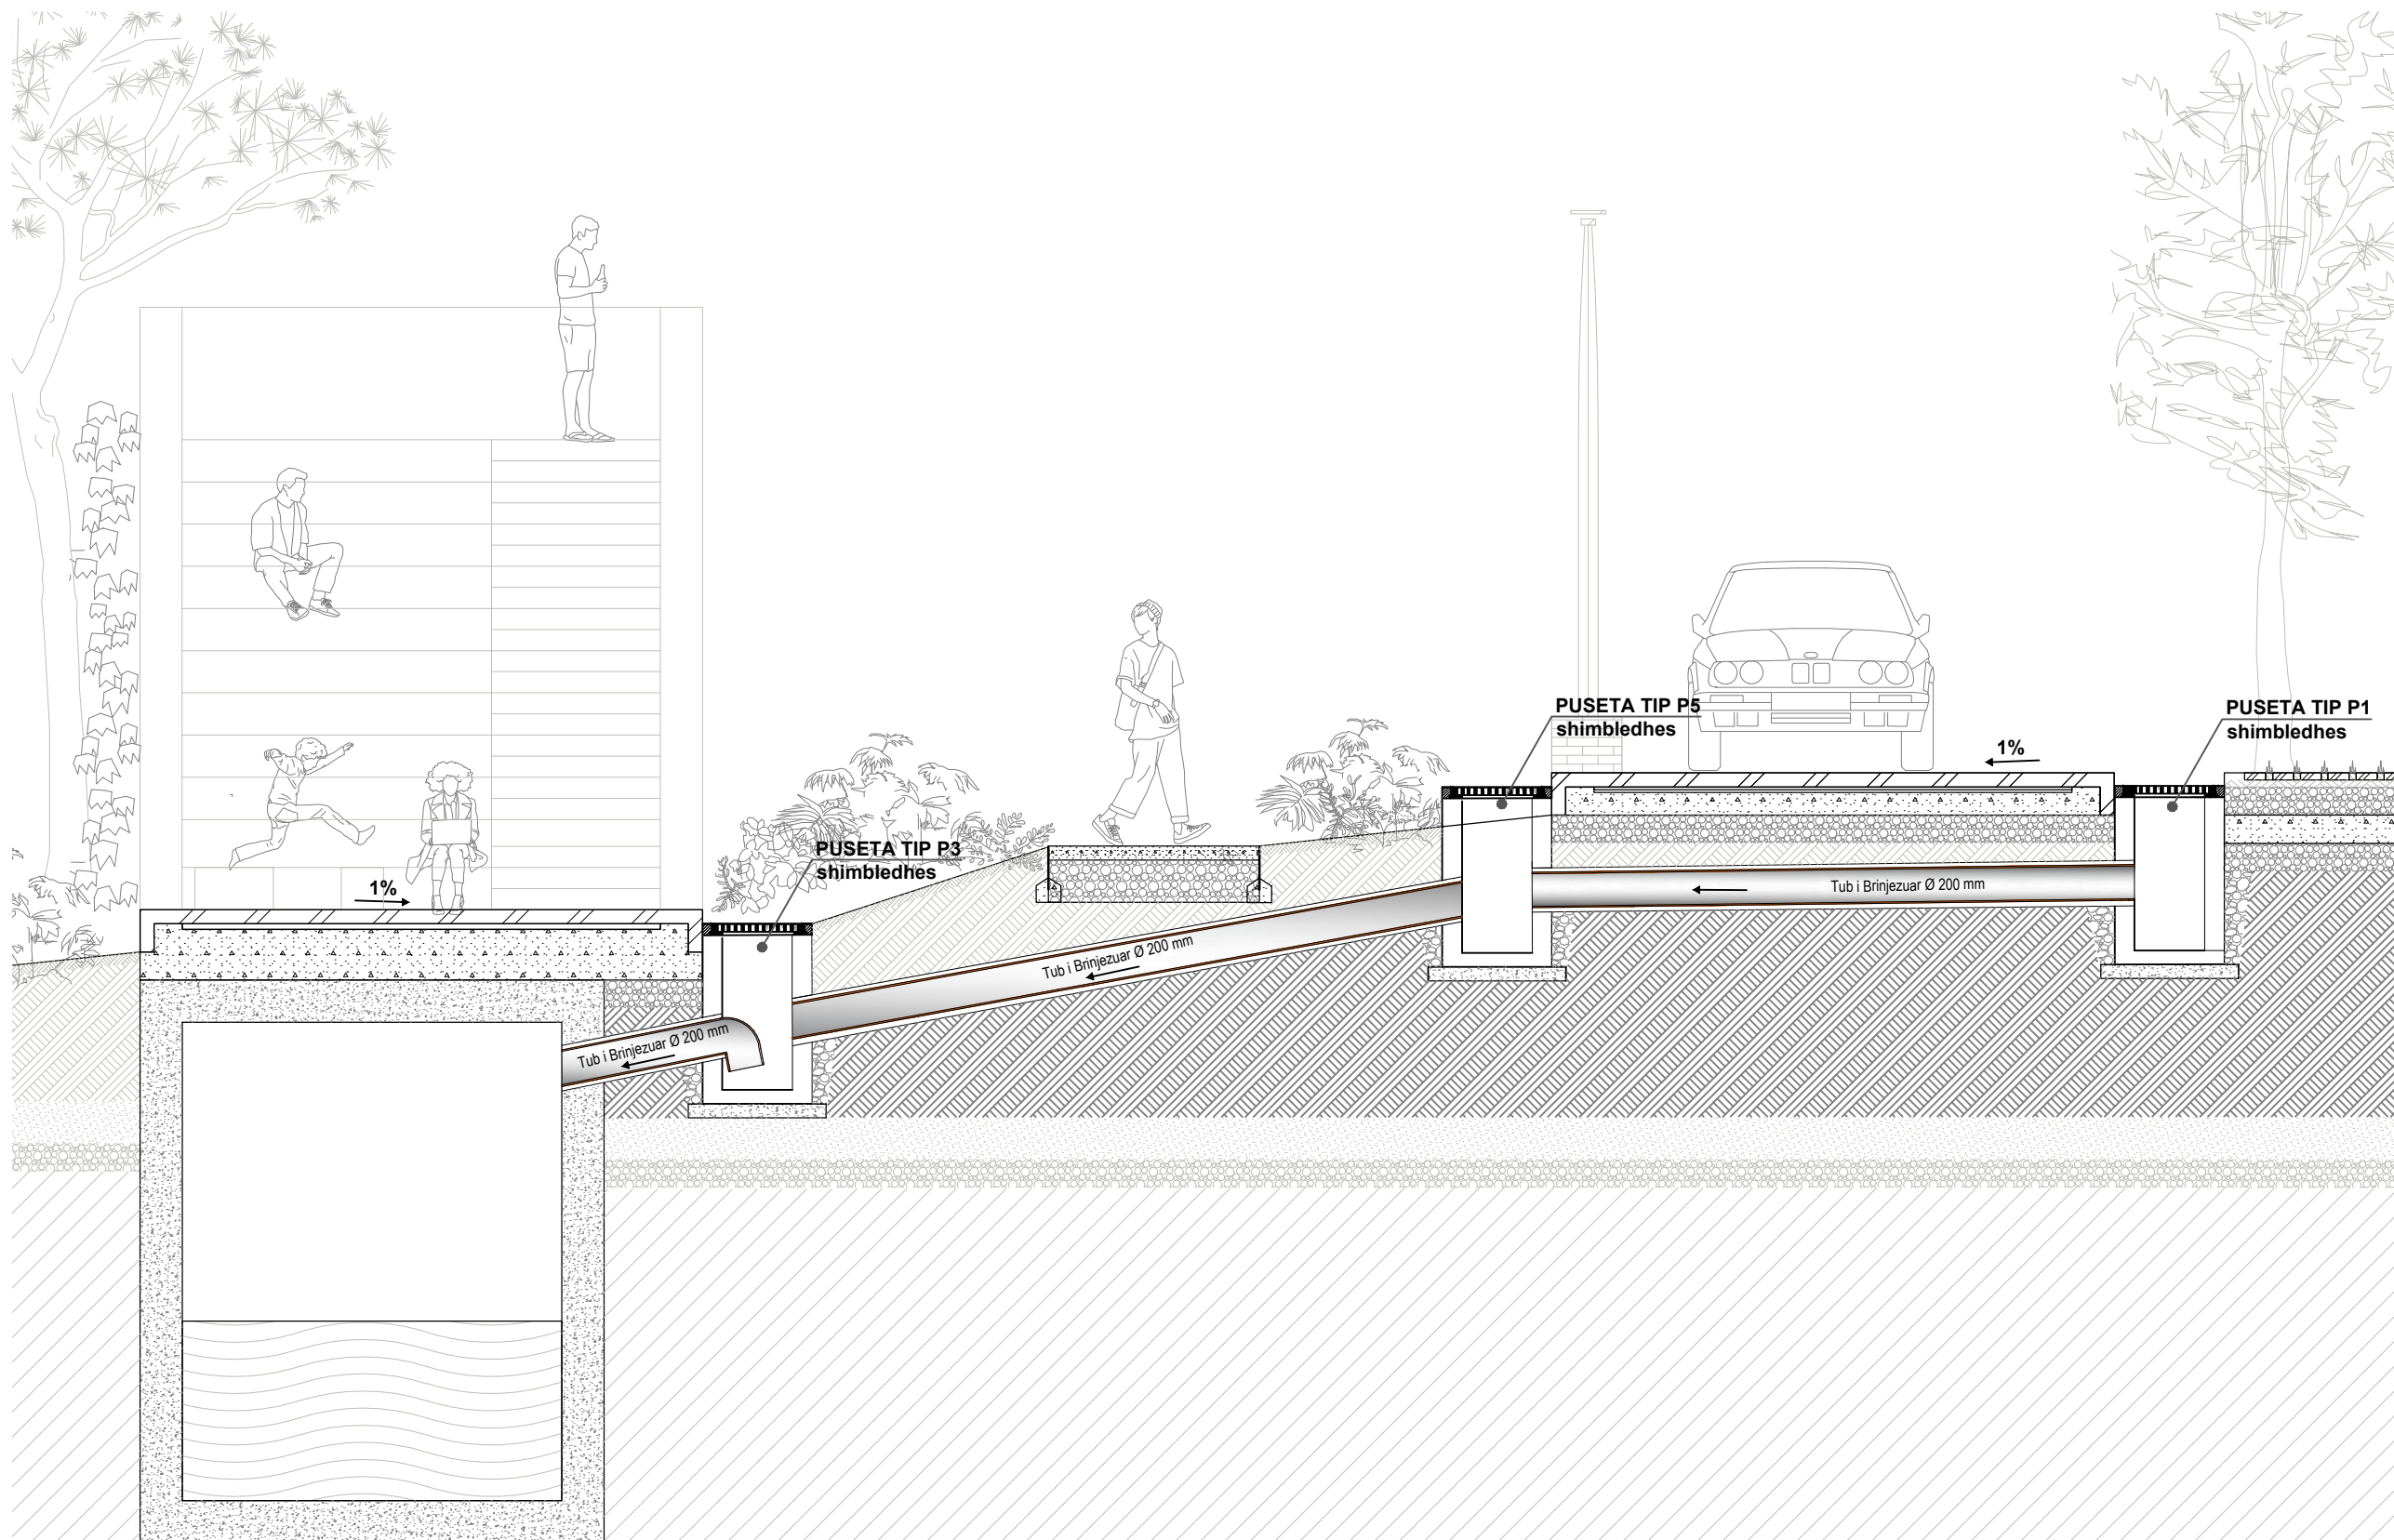 PUSETA TIP P5
shimbledhes
PUSETA TIP P1
shimbledhes
1%
PUSETA TIP P3
shimbledhes
1%
Tub i Brinjezuar Ø 200 mm
Tub i Brinjezuar Ø 200 mm
Tub i Brinjezuar Ø 200 mm